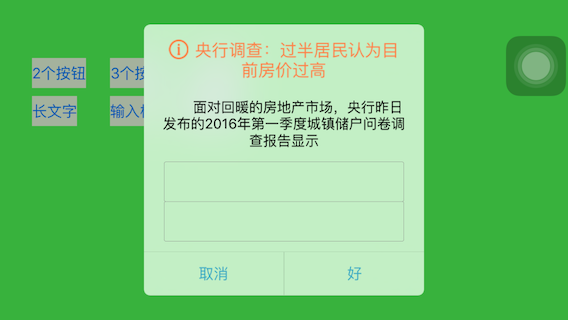 央行调查：过半居民认为目
前房价过高
2个按钮
3个按
面对回暖的房地产市场，央行昨日
发布的2016年第一季度城镇储户问卷调
查报告显示
长文字
输入
取消
好